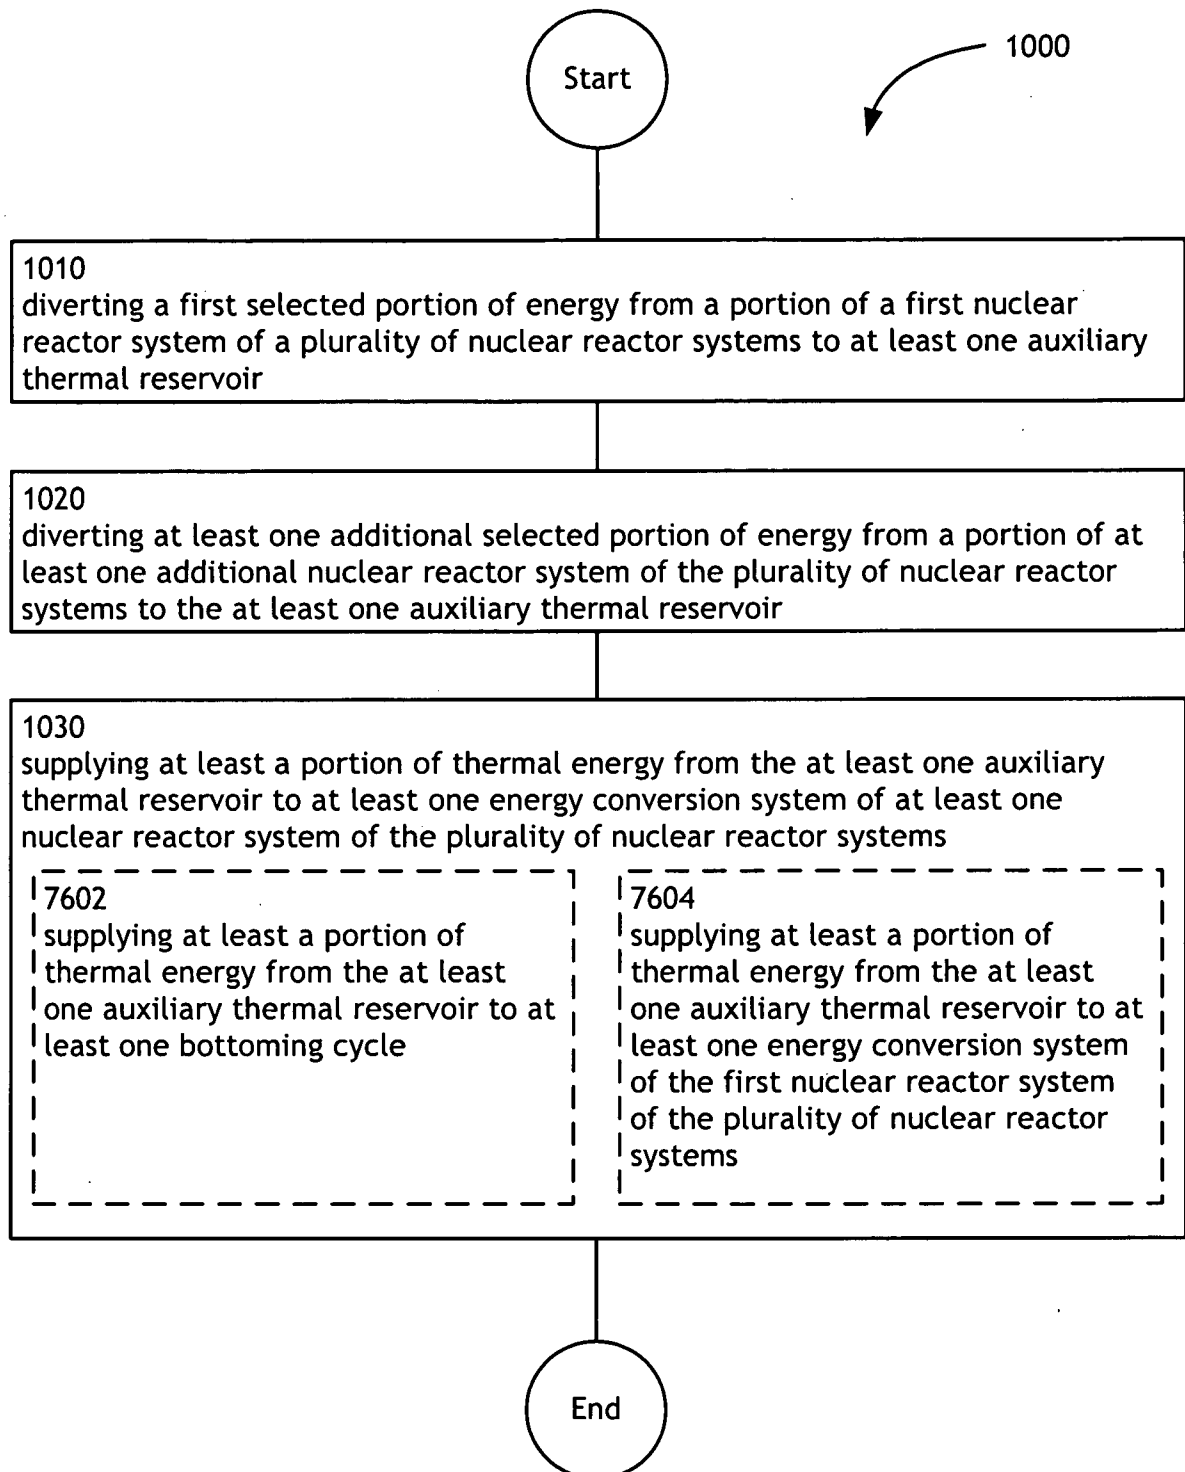 Start
1000
1010
diverting a first selected portion of energy from a portion of a first nuclear
reactor system of a plurality of nuclear reactor systems to at least one auxiliary
thermal reservoir
1020
diverting at least one additional selected portion of energy from a portion of at
least one additional nuclear reactor system of the plurality of nuclear reactor
systems to the at least one auxiliary thermal reservoir
1030
supplying at least a portion of thermal energy from the at least one auxiliary
thermal reservoir to at least one energy conversion system of at least one
nuclear reactor system of the plurality of nuclear reactor systems
7602
supplying at least a portion of
thermal energy from the at least
one auxiliary thermal reservoir to at
least one bottoming cycle
7604
supplying at least a portion of
thermal energy from the at least
one auxiliary thermal reservoir to at
least one energy conversion system
of the first nuclear reactor system
of the plurality of nuclear reactor
systems
End